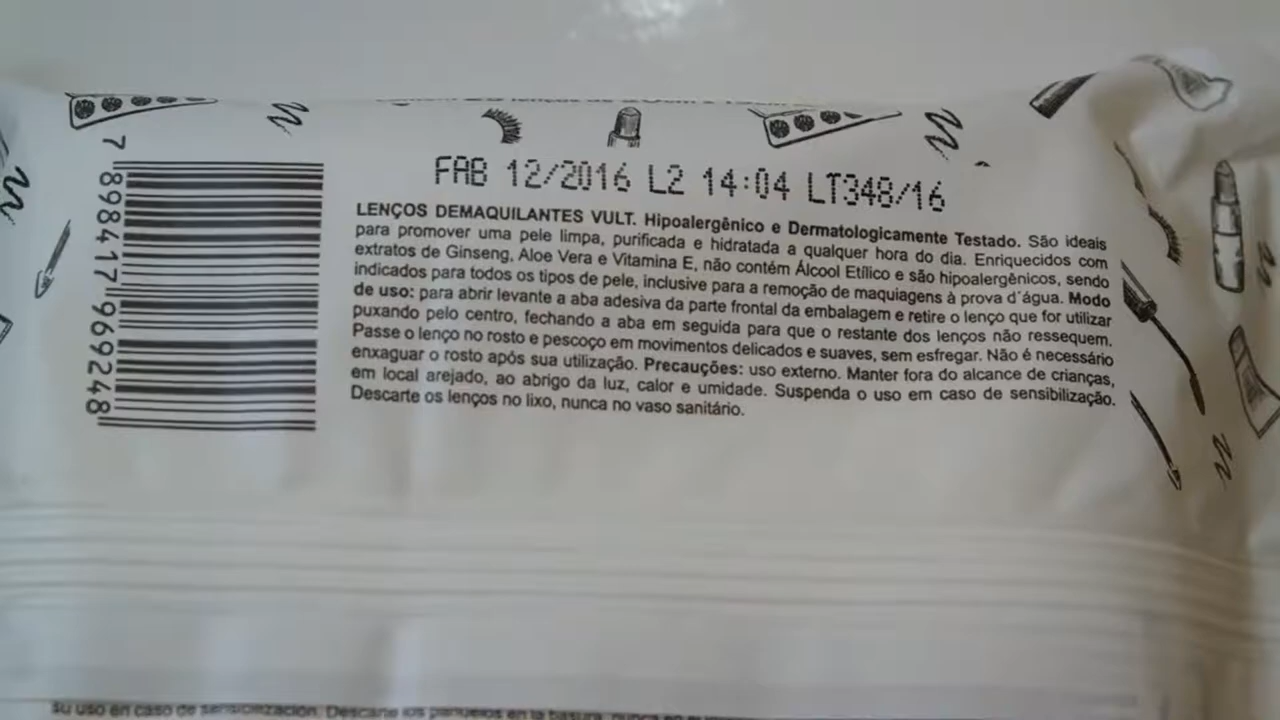 FAB 12/2016 L2 14:04 LT348/16
7 898417 969248
LENÇOS DEMAQUILANTES VULT. Hipoalergênico e Dermatologicamente Testado. São ideais
para promover uma pele limpa, purificada e hidratada a qualquer hora do dia. Enriquecidos com
extratos de Ginseng, Aloe Vera e Vitamina E, não contém Álcool Etílico e são hipoalergênicos, sendo
indicados para todos os tipos de pele, inclusive para a remoção de maquiagens à prova d'água. Modo
de uso: para abrir levante a aba adesiva da parte frontal da embalagem e retire o lenço que for utilizar
puxando pelo centro, fechando a aba em seguida para que o restante dos lenços não ressequem.
Passe o lenço no rosto e pescoço em movimentos delicados e suaves, sem esfregar. Não é necessário
enxaguar o rosto após sua utilização. Precauções: uso externo. Manter fora do alcance de crianças,
em local arejado, ao abrigo da luz, calor e umidade. Suspenda o uso em caso de sensibilização.
Descarte os lenços no lixo, nunca no vaso sanitário.
su uso en caso de sensibilización. Descarte los pañuelos en la basura, nunca en